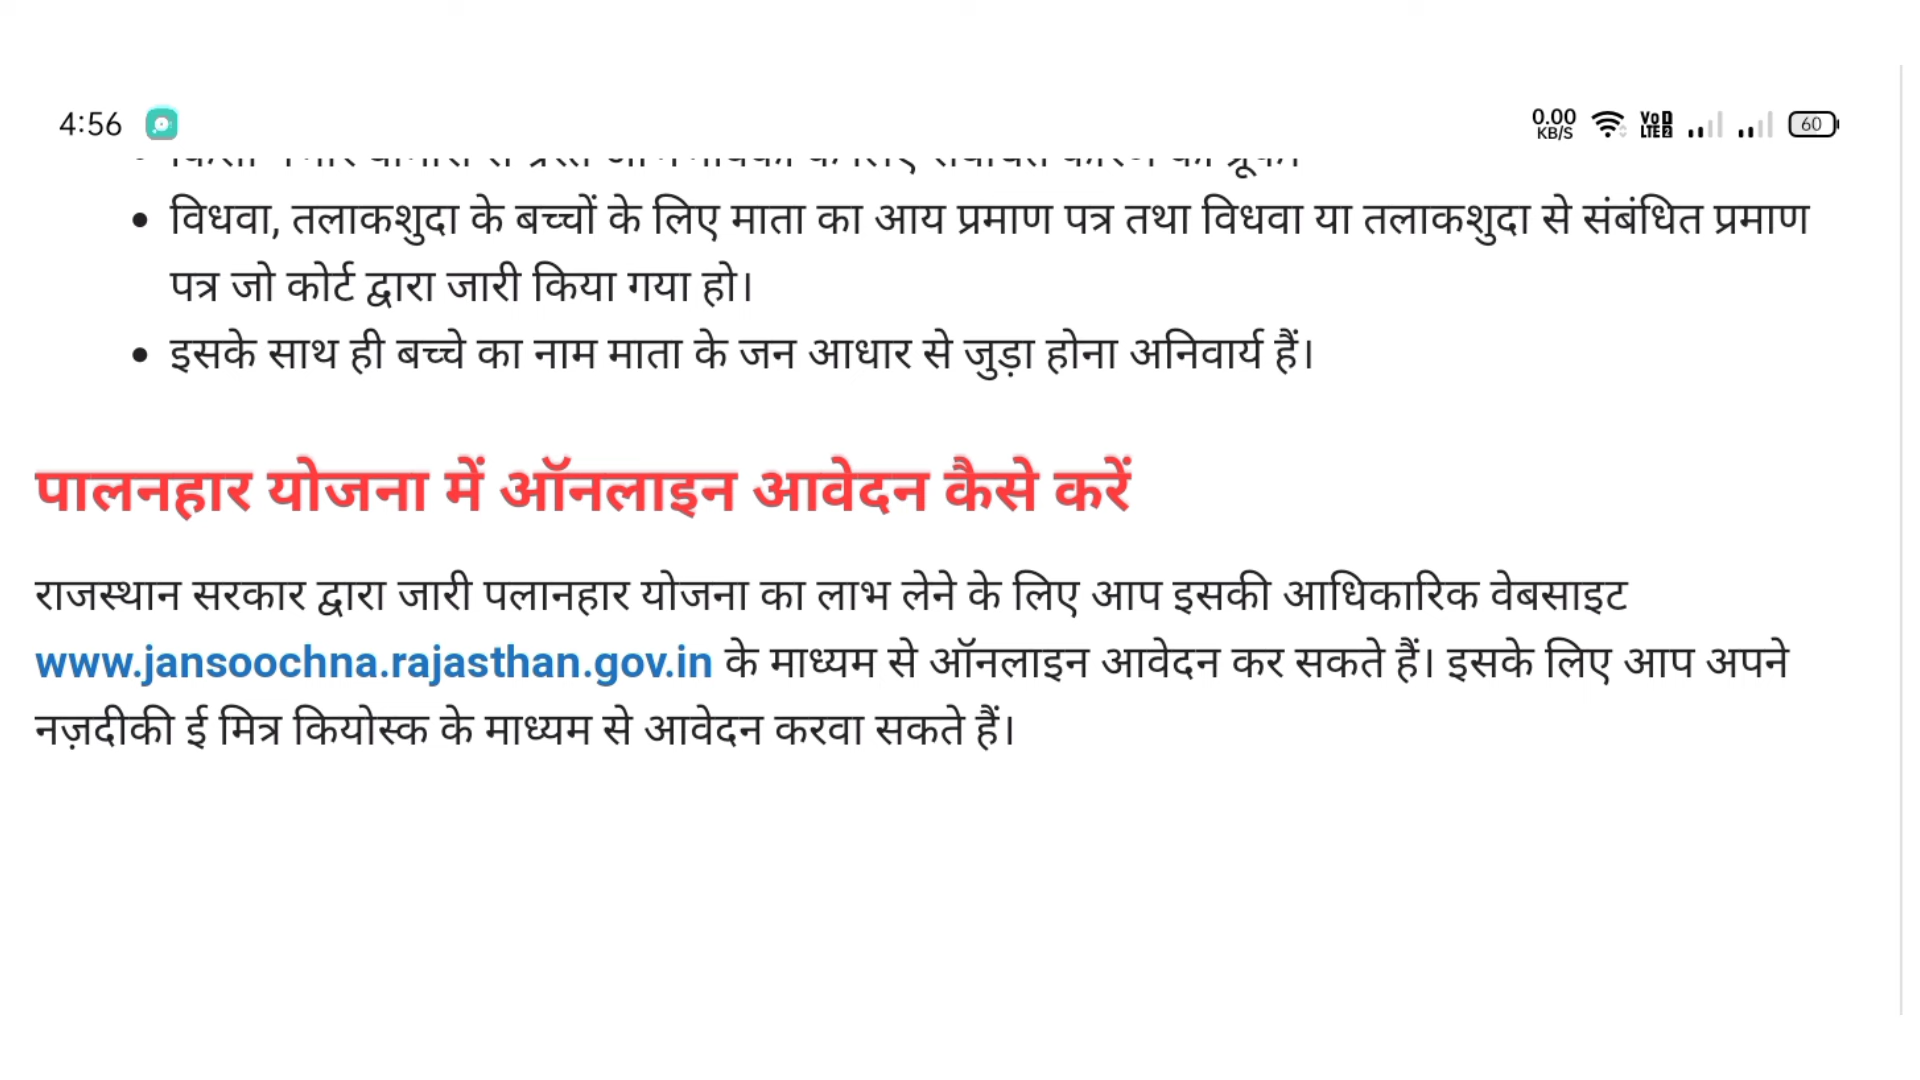 4:56
0.00 KB/S
Vo LTE 2
60
विधवा, तलाकशुदा के बच्चों के लिए माता का आय प्रमाण पत्र तथा विधवा या तलाकशुदा से संबंधित प्रमाण
पत्र जो कोर्ट द्वारा जारी किया गया हो।
इसके साथ ही बच्चे का नाम माता के जन आधार से जुड़ा होना अनिवार्य हैं।
पालनहार योजना में ऑनलाइन आवेदन कैसे करें
राजस्थान सरकार द्वारा जारी पलानहार योजना का लाभ लेने के लिए आप इसकी आधिकारिक वेबसाइट
www.jansoochna.rajasthan.gov.in के माध्यम से ऑनलाइन आवेदन कर सकते हैं। इसके लिए आप अपने
नज़दीकी ई मित्र कियोस्क के माध्यम से आवेदन करवा सकते हैं।